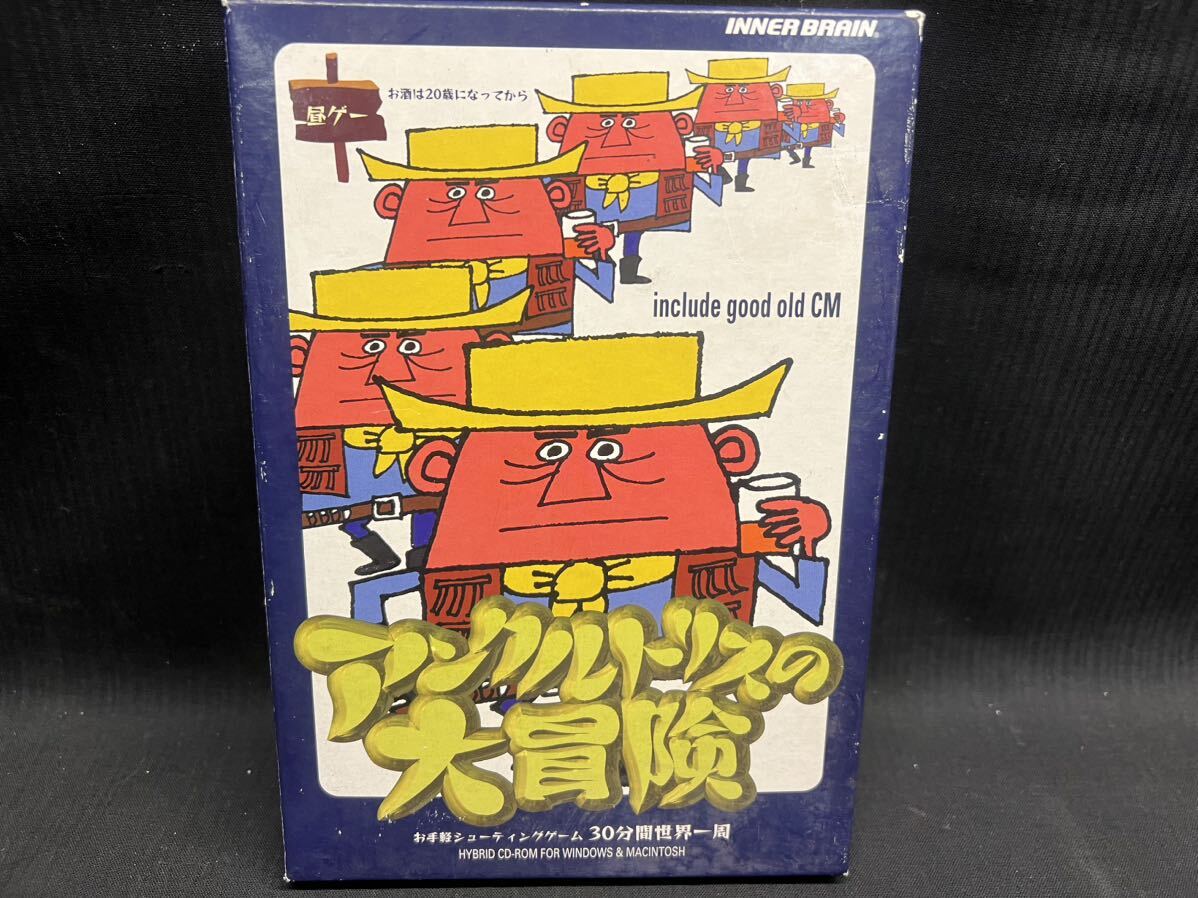 INNER BRAIN
昼ゲー
お酒は20歳になってから
include good old CM
アンクルトリスの
大冒険
お手軽シューティングゲーム 30分間世界一周
HYBRID CD-ROM FOR WINDOWS & MACINTOSH